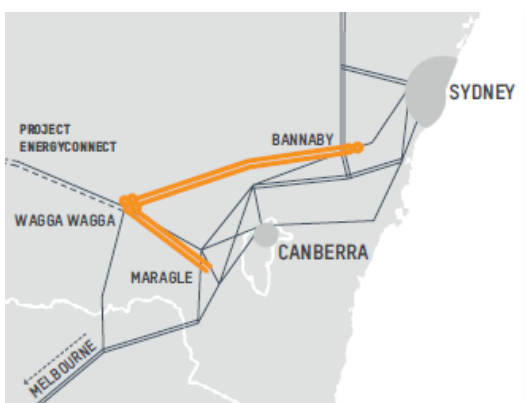 SYDNEY
PROJECT
ENERGYCONNECT
BANNABY
WAGGA WAGGA
CANBERRA
MARAGLE
MELBOURNE